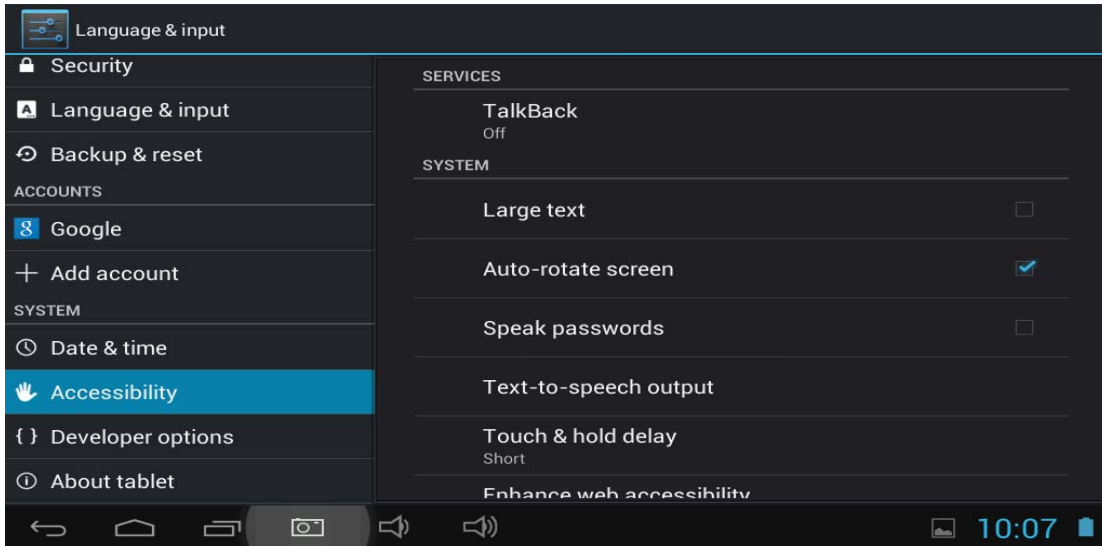 Language & input
Security
Language & input
Backup & reset
ACCOUNTS
Google
Add account
SYSTEM
Date & time
Accessibility
{ } Developer options
About tablet
SERVICES
TalkBack
Off
SYSTEM
Large text
Auto-rotate screen
Speak passwords
Text-to-speech output
Touch & hold delay
Short
Enhance web accessibility
10:07